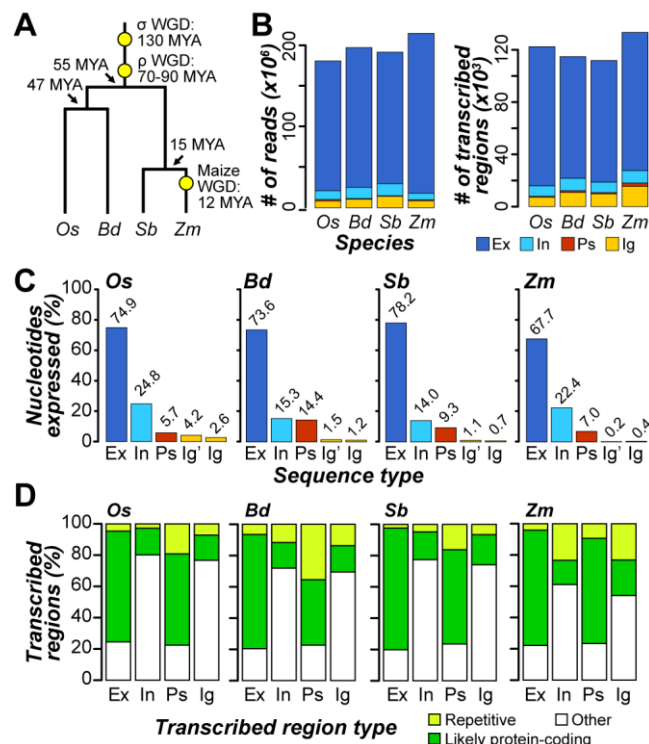 A
σ WGD:
130 MYA
ρ WGD:
70-90 MYA
55 MYA
47 MYA
15 MYA
Maize
WGD:
12 MYA
Os Bd Sb Zm
B
# of reads (x10⁶)
200
100
0
Os Bd Sb Zm
# of transcribed
regions (x10³)
120
80
40
0
Os Bd Sb Zm
Species
Ex In Ps Ig
C
Nucleotides
expressed (%)
100
80
60
40
20
0
Os
74.9 24.8 5.7 4.2 2.6
Ex In Ps Ig' Ig
Bd
73.6 15.3 14.4 1.5 1.2
Ex In Ps Ig' Ig
Sb
78.2 14.0 9.3 1.1 0.7
Ex In Ps Ig' Ig
Zm
67.7 22.4 7.0 0.2 0.4
Ex In Ps Ig' Ig
Sequence type
D
Transcribed
regions (%)
100
80
60
40
20
0
Os
Ex In Ps Ig
Bd
Ex In Ps Ig
Sb
Ex In Ps Ig
Zm
Ex In Ps Ig
Transcribed region type
Repetitive Other
Likely protein-coding